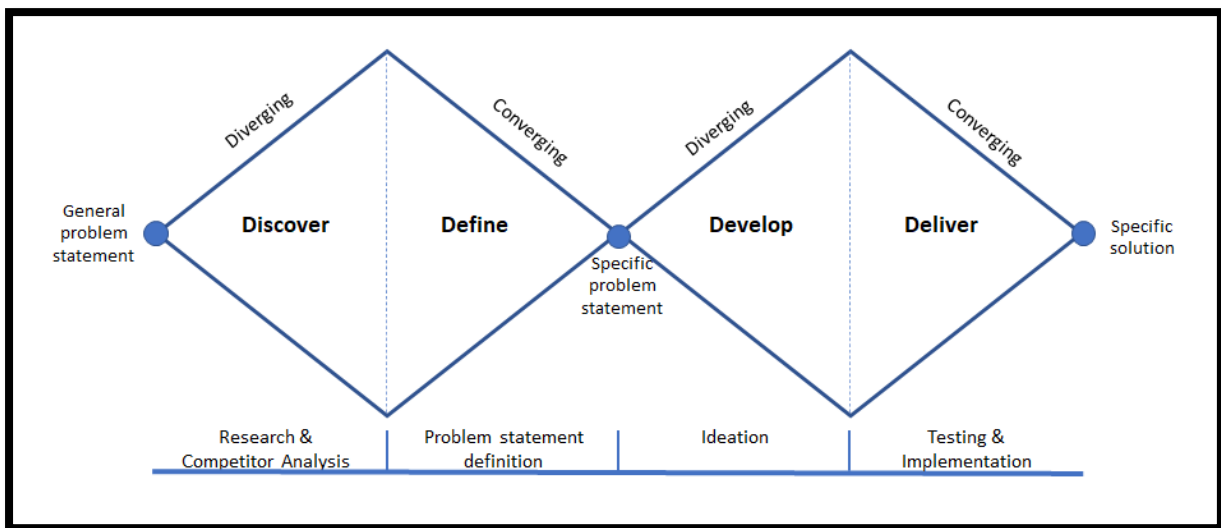 Diverging
Converging
Diverging
Converging
General
problem
statement
Discover
Define
Specific
problem
statement
Develop
Deliver
Specific
solution
Research &
Competitor Analysis
Problem statement
definition
Ideation
Testing &
Implementation